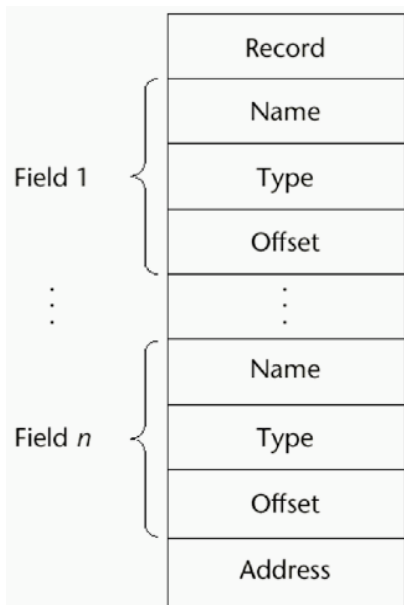 Record
Name
Field 1
Type
Offset
⋮ ⋮
Name
Field n
Type
Offset
Address